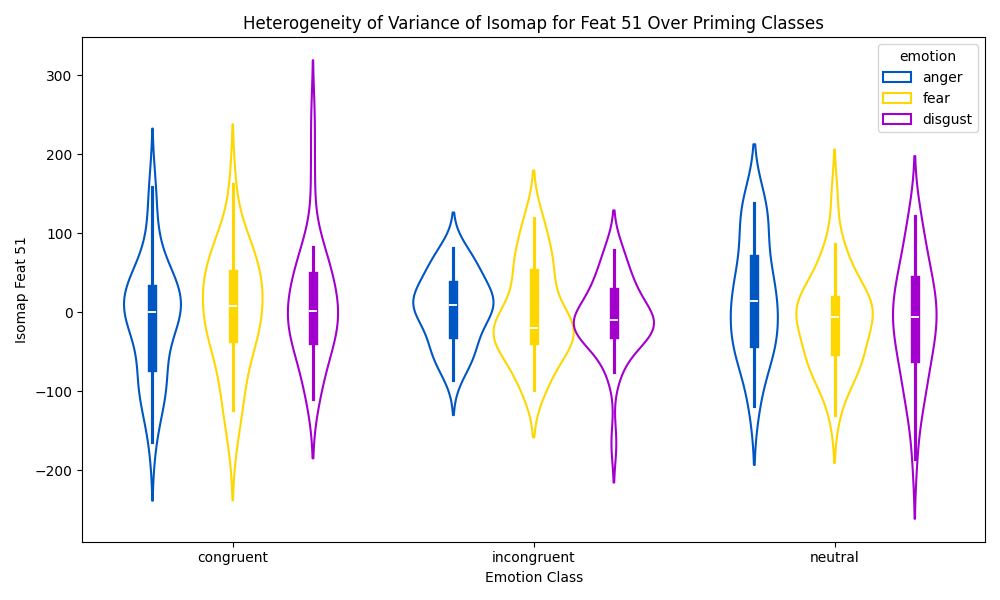 Heterogeneity of Variance of Isomap for Feat 51 Over Priming Classes
emotion
anger
fear
disgust
300
200
100
0
−100
−200
Isomap Feat 51
congruent
incongruent
neutral
Emotion Class